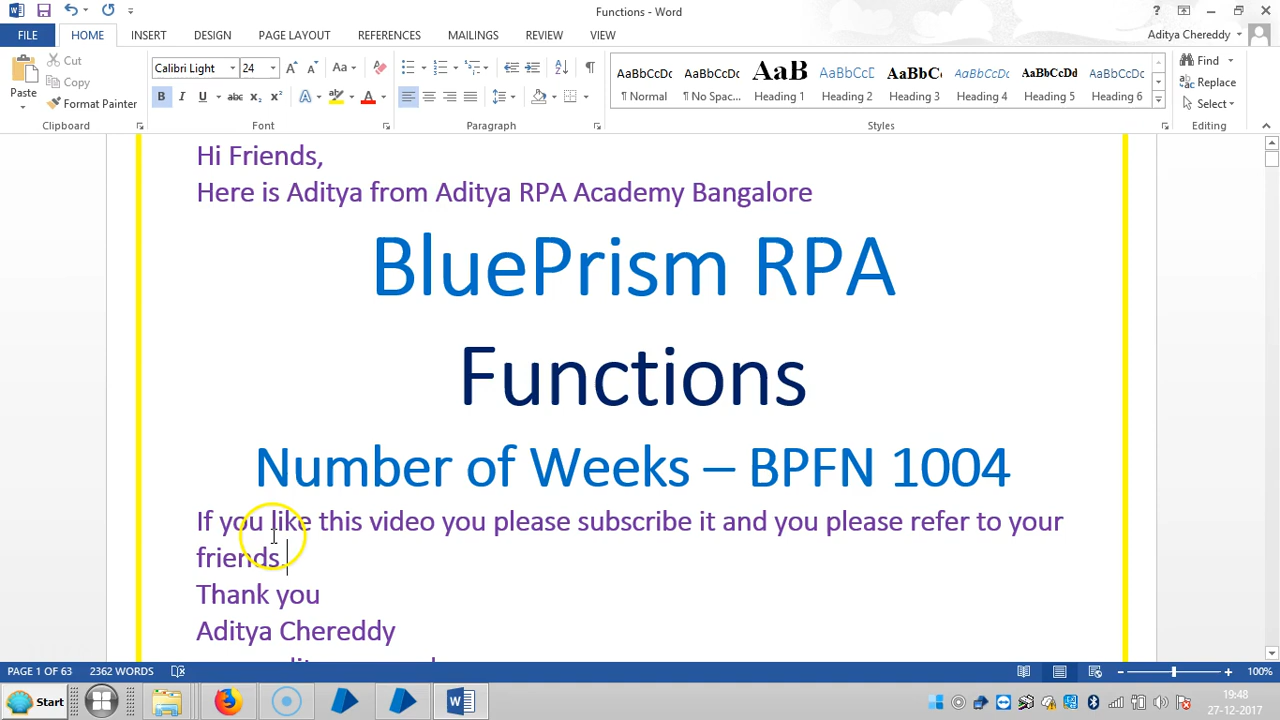 Functions - Word
Aditya Chereddy
FILE HOME INSERT DESIGN PAGE LAYOUT REFERENCES MAILINGS REVIEW VIEW
Cut
Copy
Format Painter
Paste
Clipboard
Calibri Light 24
Font
Paragraph
AaBbCcDc AaBbCcDc AaB AaBbCcD AaBbC AaBbCcDc AaBbCcDd AaBbCcDc
¶ Normal ¶ No Spac... Heading 1 Heading 2 Heading 3 Heading 4 Heading 5 Heading 6
Styles
Find
Replace
Select
Editing
Hi Friends,
Here is Aditya from Aditya RPA Academy Bangalore
BluePrism RPA
Functions
Number of Weeks – BPFN 1004
If you like this video you please subscribe it and you please refer to your
friends.
Thank you
Aditya Chereddy
PAGE 1 OF 63 2362 WORDS
100%
Start
19:48
27-12-2017